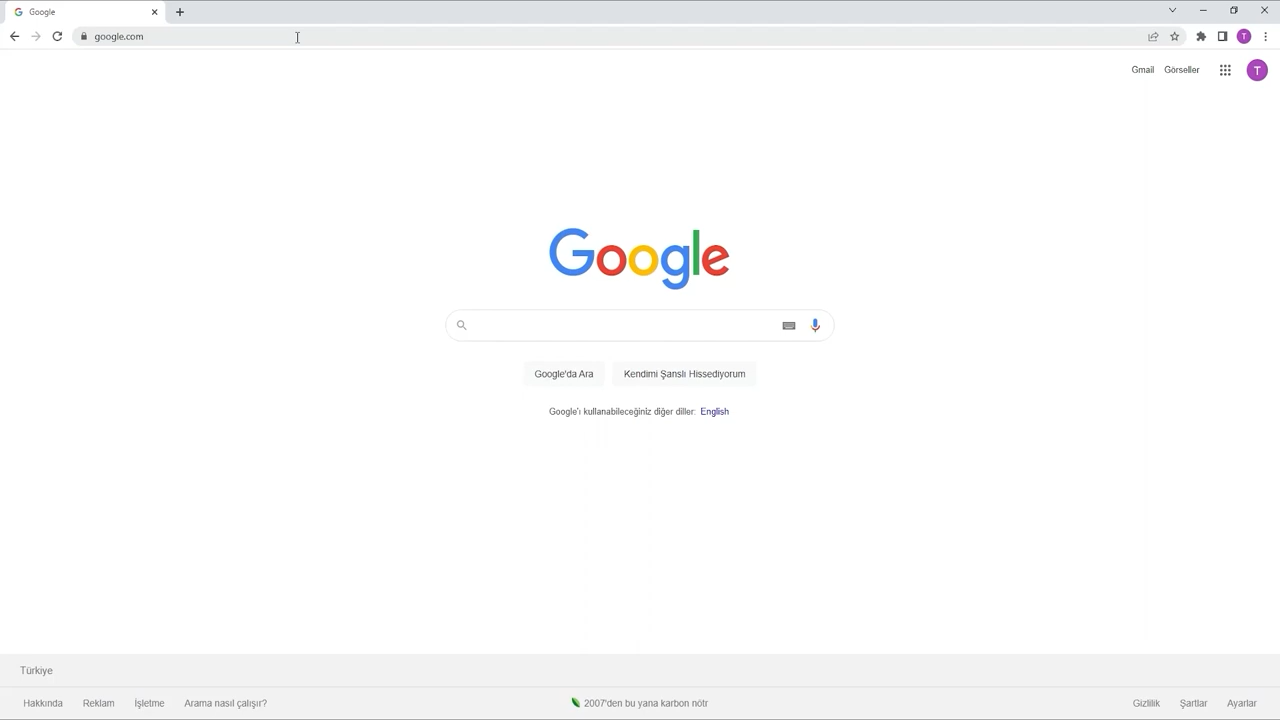 Google
google.com
T
Gmail
Görseller
T
Google
Google'da Ara
Kendimi Şanslı Hissediyorum
Google'ı kullanabileceğiniz diğer diller: English
Türkiye
Hakkında
Reklam
İşletme
Arama nasıl çalışır?
2007'den bu yana karbon nötr
Gizlilik
Şartlar
Ayarlar